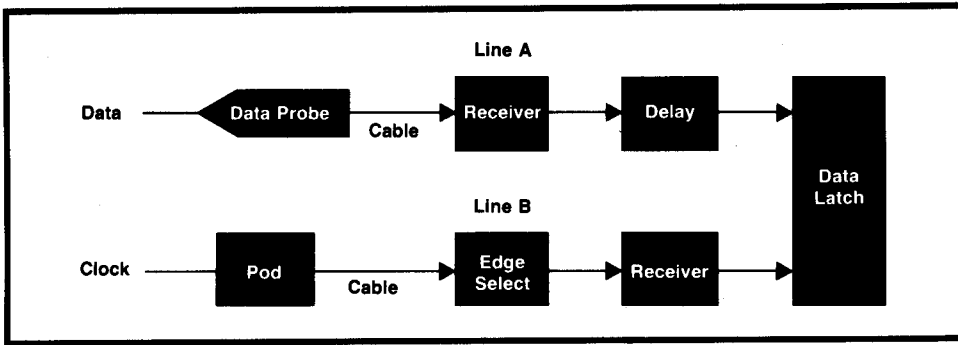 Line A
Data
Data Probe
Cable
Receiver
Delay
Data
Latch
Line B
Clock
Pod
Cable
Edge
Select
Receiver